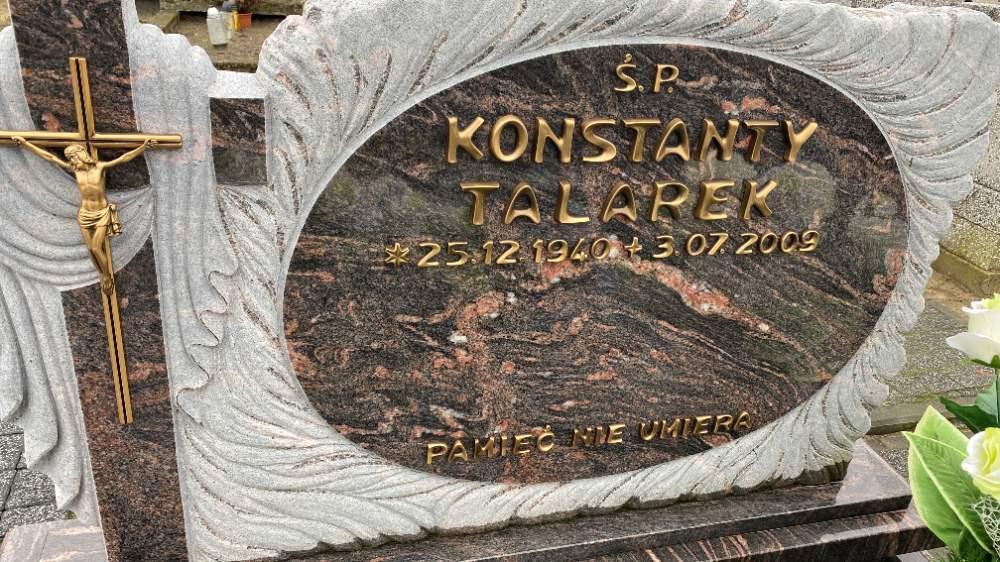 Ś. P.
KONSTANTY
TALAREK
*25.12 1940 + 3.07.2009
PAMIĘĆ NIE UMIERA